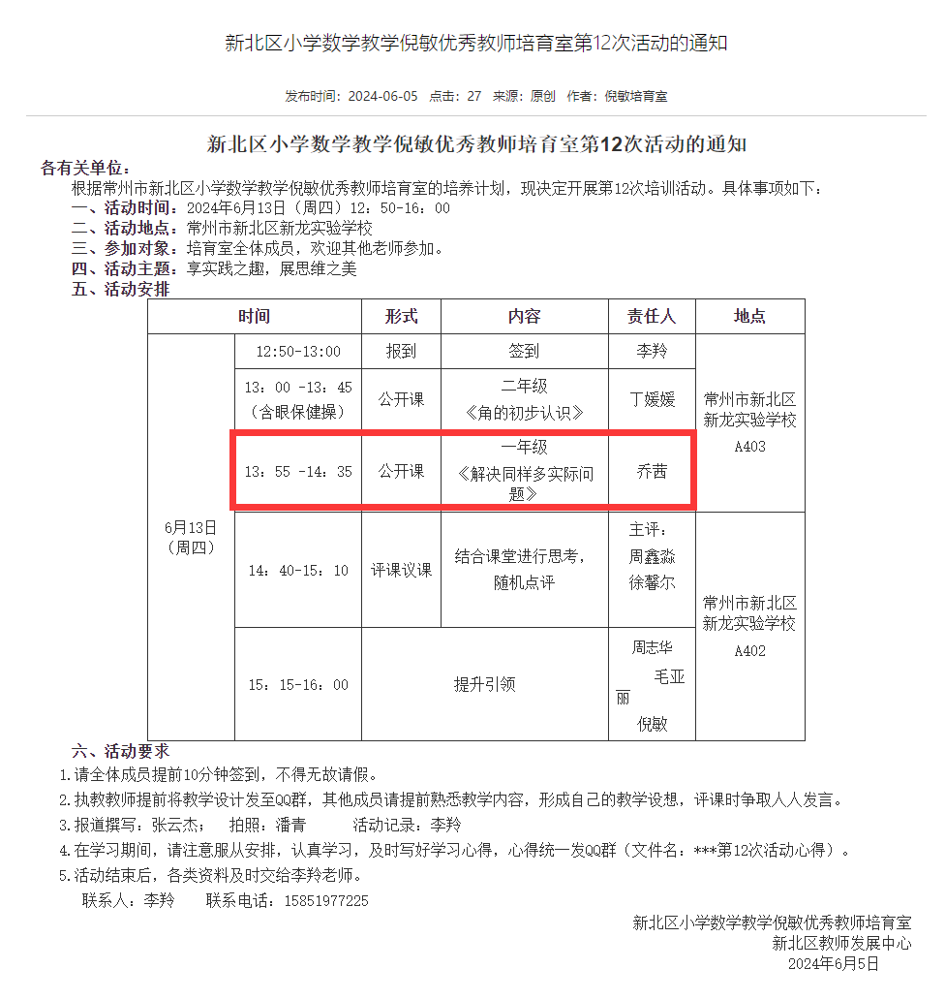 新北区小学数学教学倪敏优秀教师培育室第12次活动的通知
发布时间：2024-06-05 点击：27 来源：原创 作者：倪敏培育室
新北区小学数学教学倪敏优秀教师培育室第12次活动的通知
各有关单位：
根据常州市新北区小学数学教学倪敏优秀教师培育室的培养计划，现决定开展第12次培训活动。具体事项如下：
一、活动时间：2024年6月13日（周四）12：50-16：00
二、活动地点：常州市新北区新龙实验学校
三、参加对象：培育室全体成员，欢迎其他老师参加。
四、活动主题：享实践之趣，展思维之美
五、活动安排
时间 形式 内容 责任人 地点
6月13日
（周四）
12:50-13:00 报到 签到 李羚
13：00 -13：45
（含眼保健操）
公开课
二年级
《角的初步认识》
丁媛媛
常州市新北区
新龙实验学校
A403
13：55 -14：35
公开课
一年级
《解决同样多实际问
题》
乔茜
14：40-15：10
评课议课
结合课堂进行思考，
随机点评
主评：
周鑫淼
徐馨尔
常州市新北区
新龙实验学校
A402
15：15-16：00
提升引领
周志华
毛亚
丽
倪敏
六、活动要求
1.请全体成员提前10分钟签到，不得无故请假。
2.执教教师提前将教学设计发至QQ群，其他成员请提前熟悉教学内容，形成自己的教学设想，评课时争取人人发言。
3.报道撰写：张云杰； 拍照：潘青 活动记录：李羚
4.在学习期间，请注意服从安排，认真学习，及时写好学习心得，心得统一发QQ群（文件名：***第12次活动心得）。
5.活动结束后，各类资料及时交给李羚老师。
联系人：李羚 联系电话：15851977225
新北区小学数学教学倪敏优秀教师培育室
新北区教师发展中心
2024年6月5日